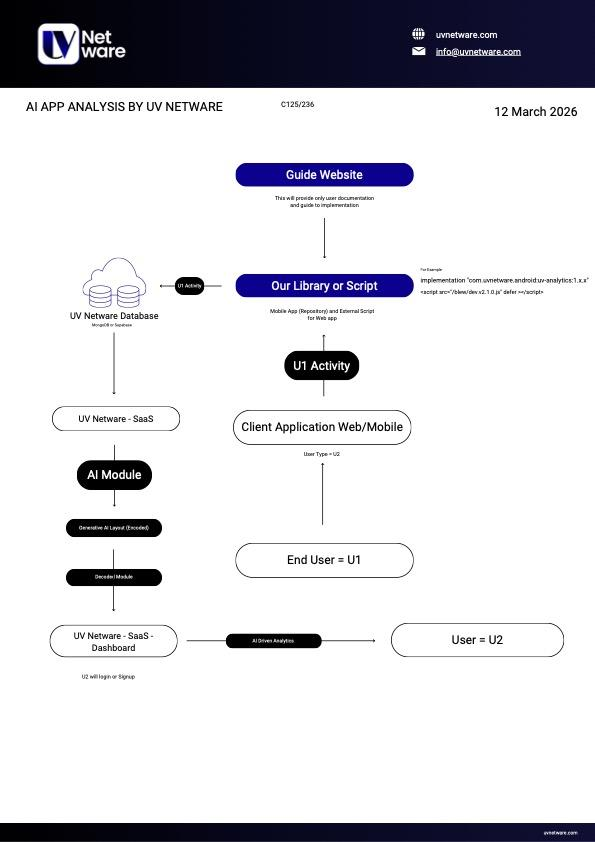 UV Net
ware
uvnetware.com
info@uvnetware.com
AI APP ANALYSIS BY UV NETWARE
C125/236
12 March 2026
Guide Website
This will provide only user documentation
and guide to implementation
Our Library or Script
For Example:
implementation "com.uvnetware.android:uv-analytics:1.x.x"
<script src="/blew/dev.v2.1.0.js" defer ></script>
Mobile App (Repository) and External Script
for Web app
U1 Activity
UV Netware Database
MongoDB or Supabase
U1 Activity
UV Netware - SaaS
Client Application Web/Mobile
User Type = U2
AI Module
Generative AI Layout (Encoded)
End User = U1
Decoded Module
UV Netware - SaaS -
Dashboard
AI Driven Analytics
User = U2
U2 will login or Signup
uvnetware.com